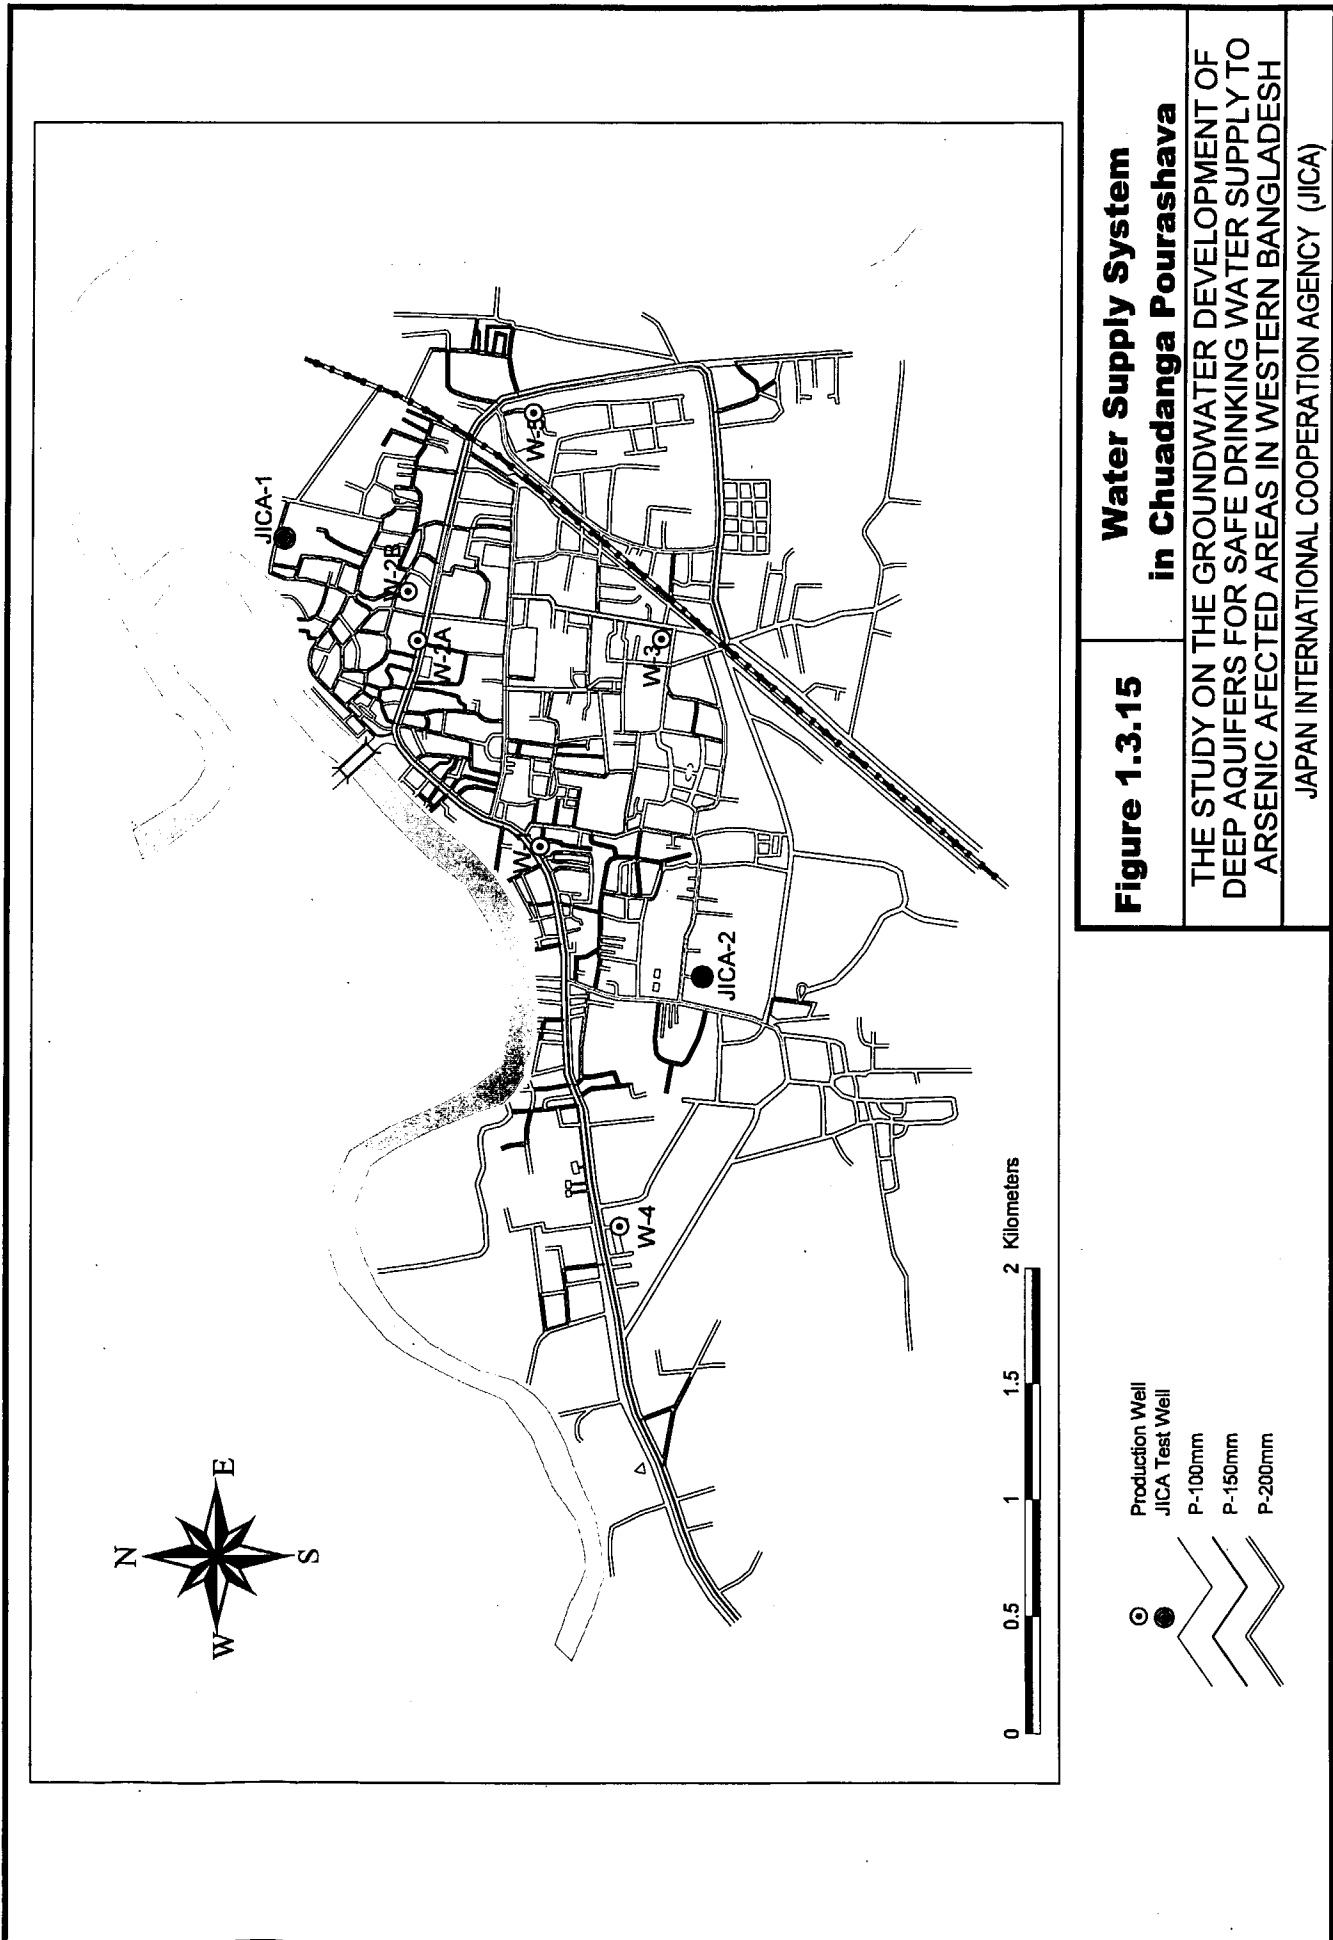 N
W
E
S
JICA-1
W-2B
W-2A
W-5
W-3
W
JICA-2
W-4
0 0.5 1 1.5 2 Kilometers
Production Well
JICA Test Well
P-100mm
P-150mm
P-200mm
Figure 1.3.15
Water Supply System
in Chuadanga Pourashava
THE STUDY ON THE GROUNDWATER DEVELOPMENT OF
DEEP AQUIFERS FOR SAFE DRINKING WATER SUPPLY TO
ARSENIC AFECTED AREAS IN WESTERN BANGLADESH
JAPAN INTERNATIONAL COOPERATION AGENCY (JICA)